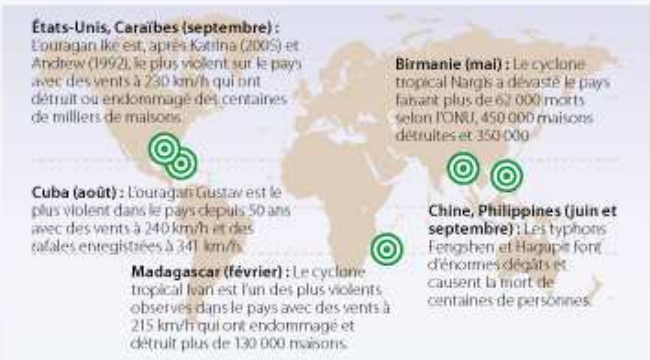 États-Unis, Caraïbes (septembre) :
L'ouragan Ike est, après Katrina (2005) et
Andrew (1992), le plus violent sur le pays
avec des vents à 230 km/h qui ont
détruit ou endommagé des centaines
de milliers de maisons.
Birmanie (mai) : Le cyclone
tropical Nargis a dévasté le pays
faisant plus de 62 000 morts
selon l'ONU, 450 000 maisons
détruites et 350 000
Cuba (août) : L'ouragan Gustav est le
plus violent dans le pays depuis 50 ans
avec des vents à 240 km/h et des
rafales enregistrées à 341 km/h.
Chine, Philippines (juin et
septembre) : Les typhons
Fengshen et Hagupit font
d'énormes dégâts et
causent la mort de
centaines de personnes.
Madagascar (février) : Le cyclone
tropical Ivan est l'un des plus violents
observés dans le pays avec des vents à
215 km/h qui ont endommagé et
détruit plus de 130 000 maisons.